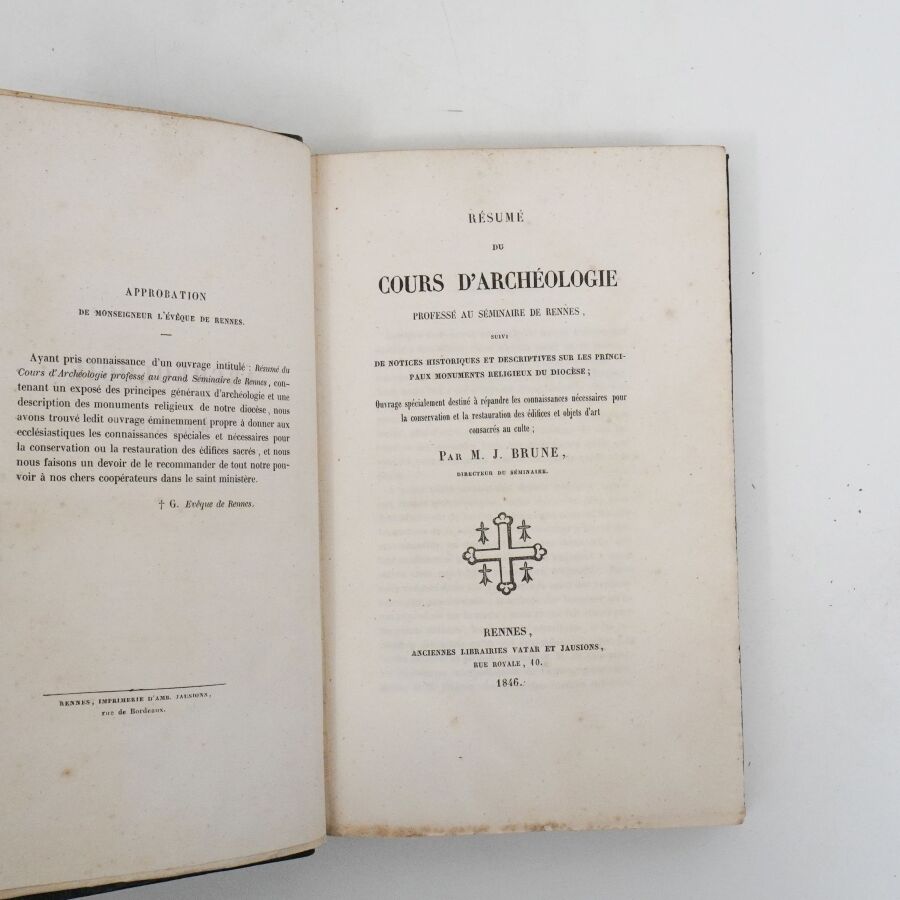 APPROBATION
DE MONSEIGNEUR L'ÉVÊQUE DE RENNES.
Ayant pris connaissance d'un ouvrage intitulé : Résumé du
Cours d'Archéologie professé au grand Séminaire de Rennes, con-
tenant un exposé des principes généraux d'archéologie et une
description des monuments religieux de notre diocèse, nous
avons trouvé ledit ouvrage éminemment propre à donner aux
ecclésiastiques les connaissances spéciales et nécessaires pour
la conservation ou la restauration des édifices sacrés, et nous
nous faisons un devoir de le recommander de tout notre pou-
voir à nos chers coopérateurs dans le saint ministère.
† G. Evêque de Rennes.
RENNES, IMPRIMERIE D'AMB. JAUSIONS,
rue de Bordeaux.
RÉSUMÉ
DU
COURS D'ARCHÉOLOGIE
PROFESSÉ AU SÉMINAIRE DE RENNES,
SUIVI
DE NOTICES HISTORIQUES ET DESCRIPTIVES SUR LES PRINCI-
PAUX MONUMENTS RELIGIEUX DU DIOCÈSE ;
Ouvrage spécialement destiné à répandre les connaissances nécessaires pour
la conservation et la restauration des édifices et objets d'art
consacrés au culte ;
PAR M. J. BRUNE,
DIRECTEUR DU SÉMINAIRE.
RENNES,
ANCIENNES LIBRAIRIES VATAR ET JAUSIONS,
RUE ROYALE, 10.
1846.